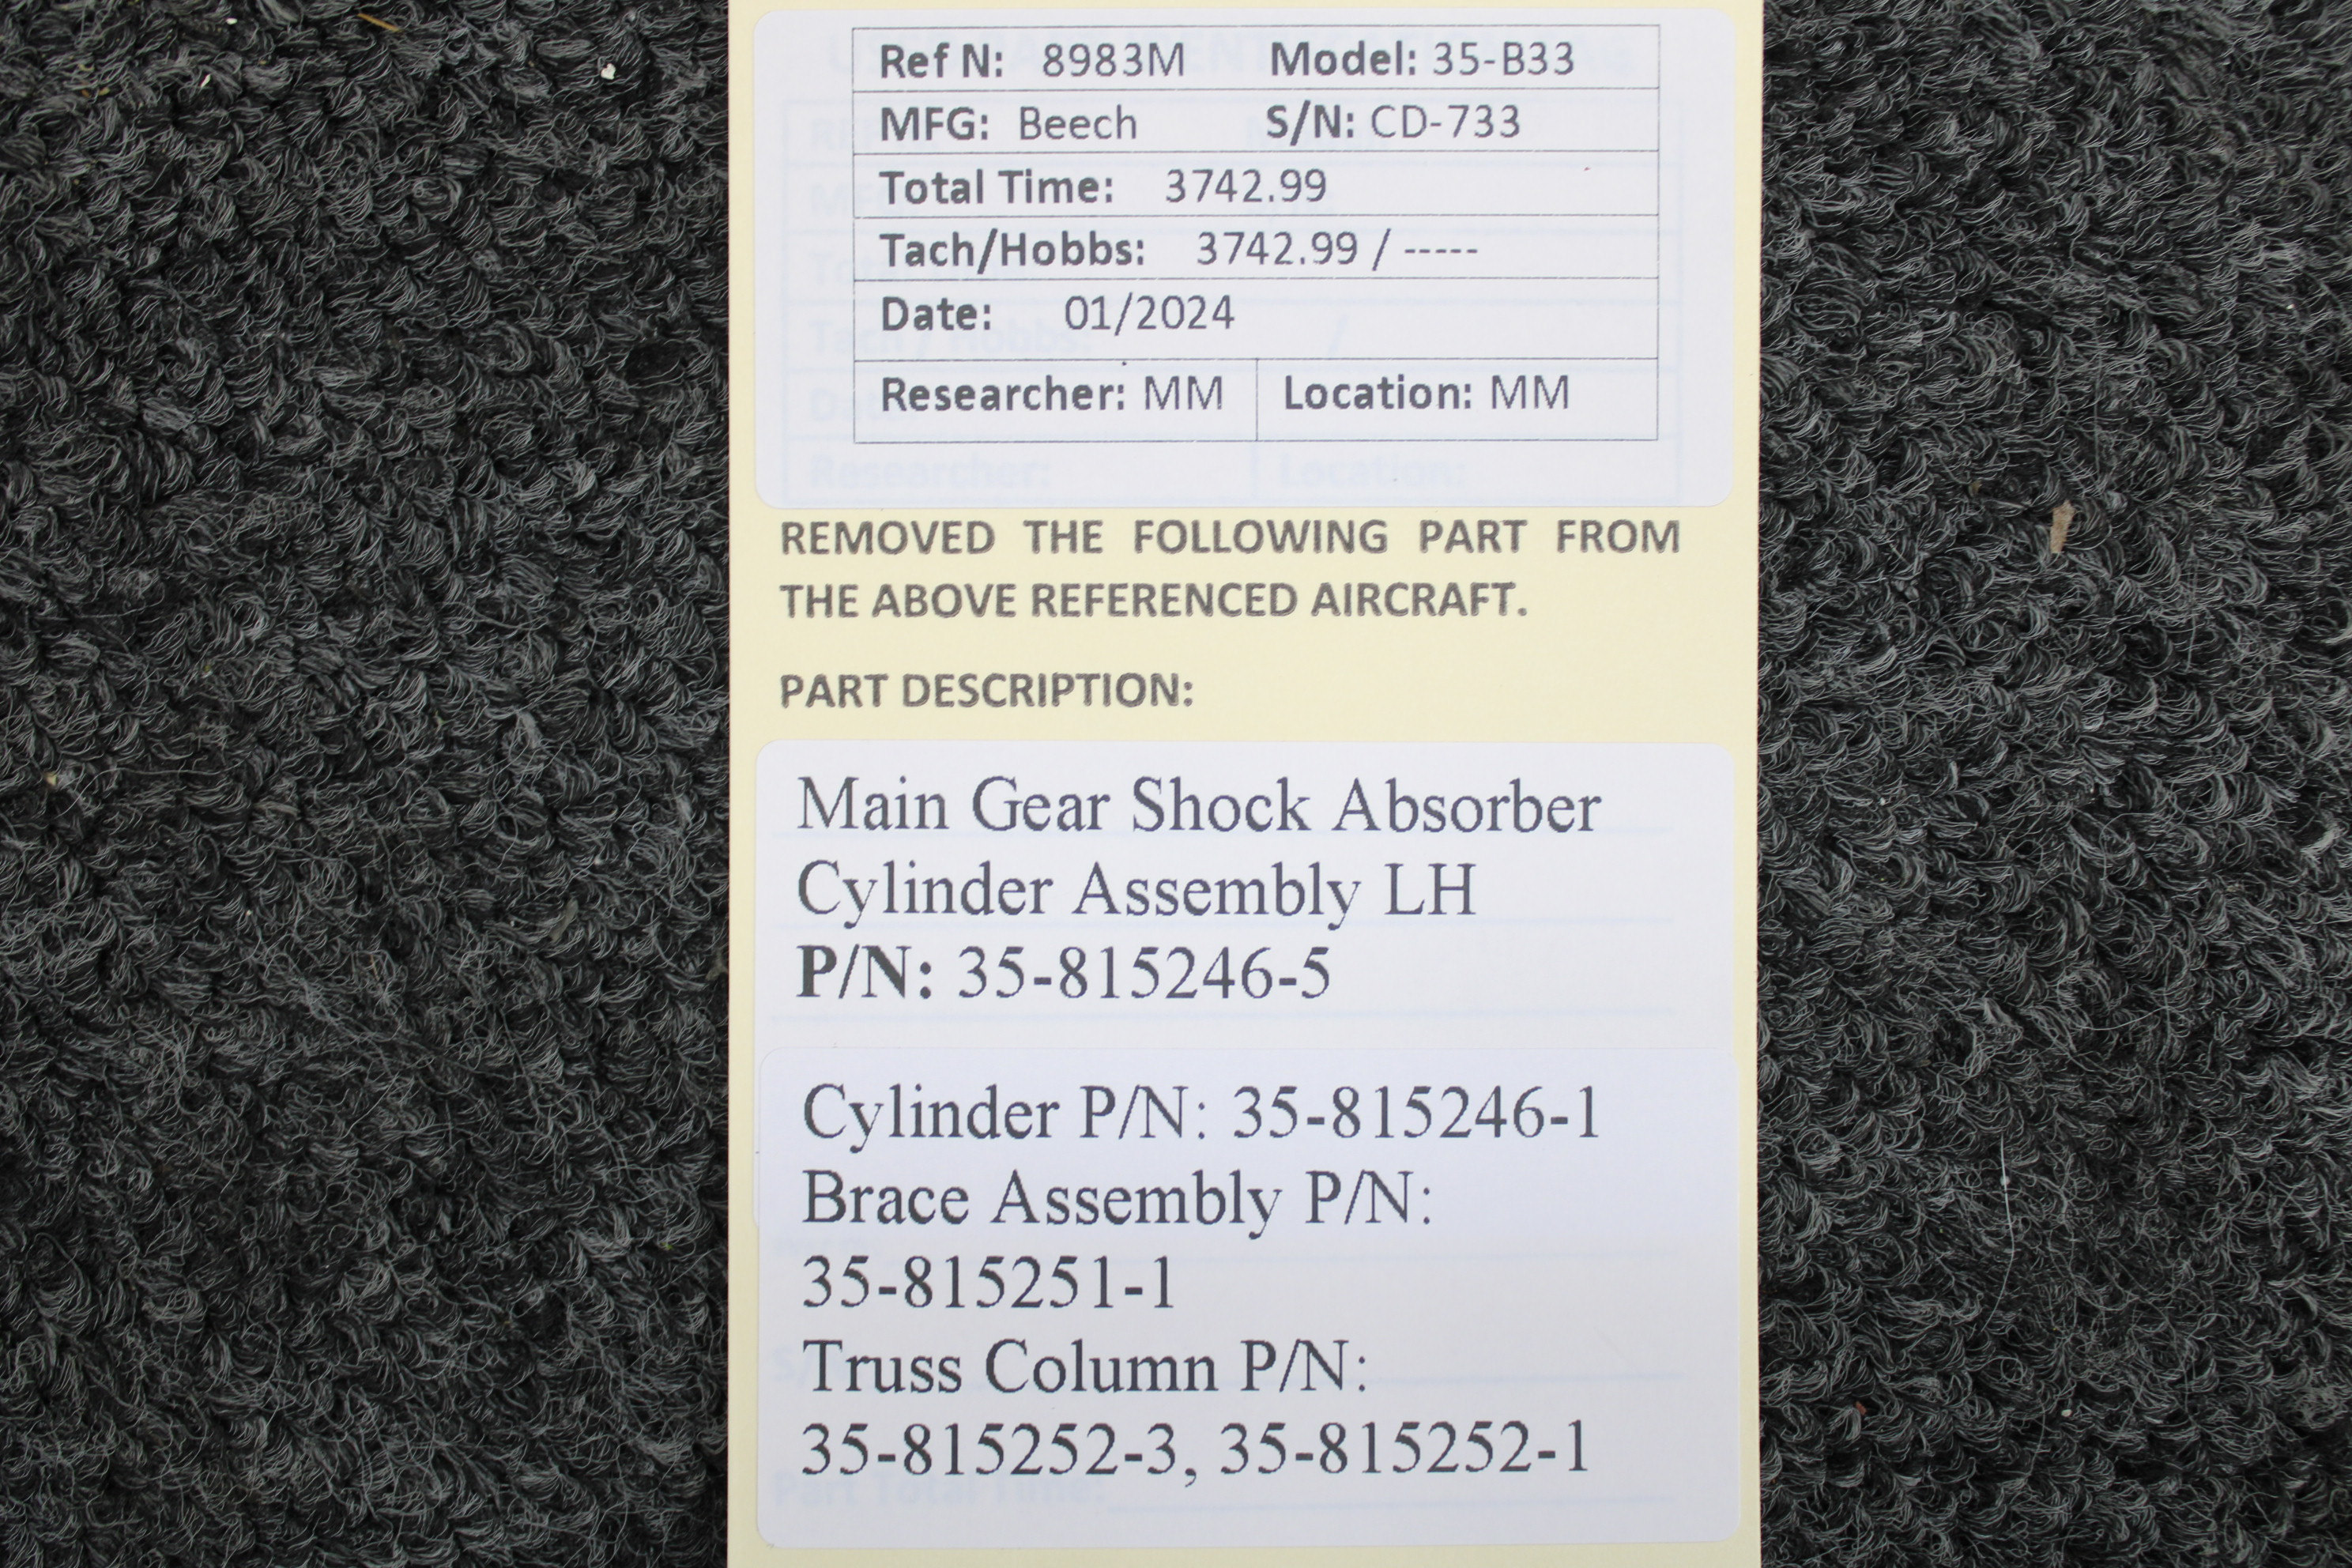 Ref N: 8983M Model: 35-B33
MFG: Beech S/N: CD-733
Total Time: 3742.99
Tach/Hobbs: 3742.99 / -----
Date: 01/2024
Researcher: MM Location: MM
REMOVED THE FOLLOWING PART FROM
THE ABOVE REFERENCED AIRCRAFT.
PART DESCRIPTION:
Main Gear Shock Absorber
Cylinder Assembly LH
P/N: 35-815246-5
Cylinder P/N: 35-815246-1
Brace Assembly P/N:
35-815251-1
Truss Column P/N:
35-815252-3, 35-815252-1
Part Total Time: